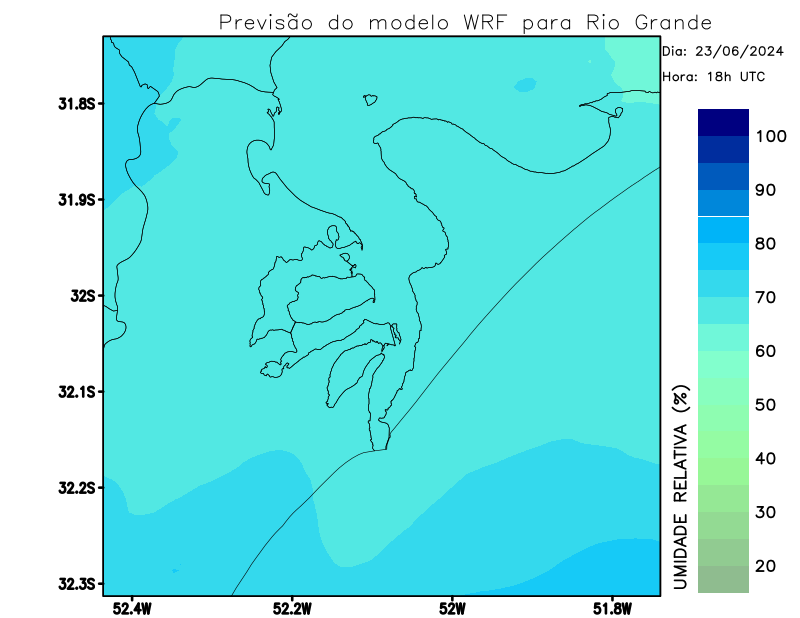 Previsão do modelo WRF para Rio Grande
Dia: 23/06/2024
Hora: 18h UTC
31.8S
31.9S
32S
32.1S
32.2S
32.3S
52.4W
52.2W
52W
51.8W
UMIDADE RELATIVA (%)
100
90
80
70
60
50
40
30
20